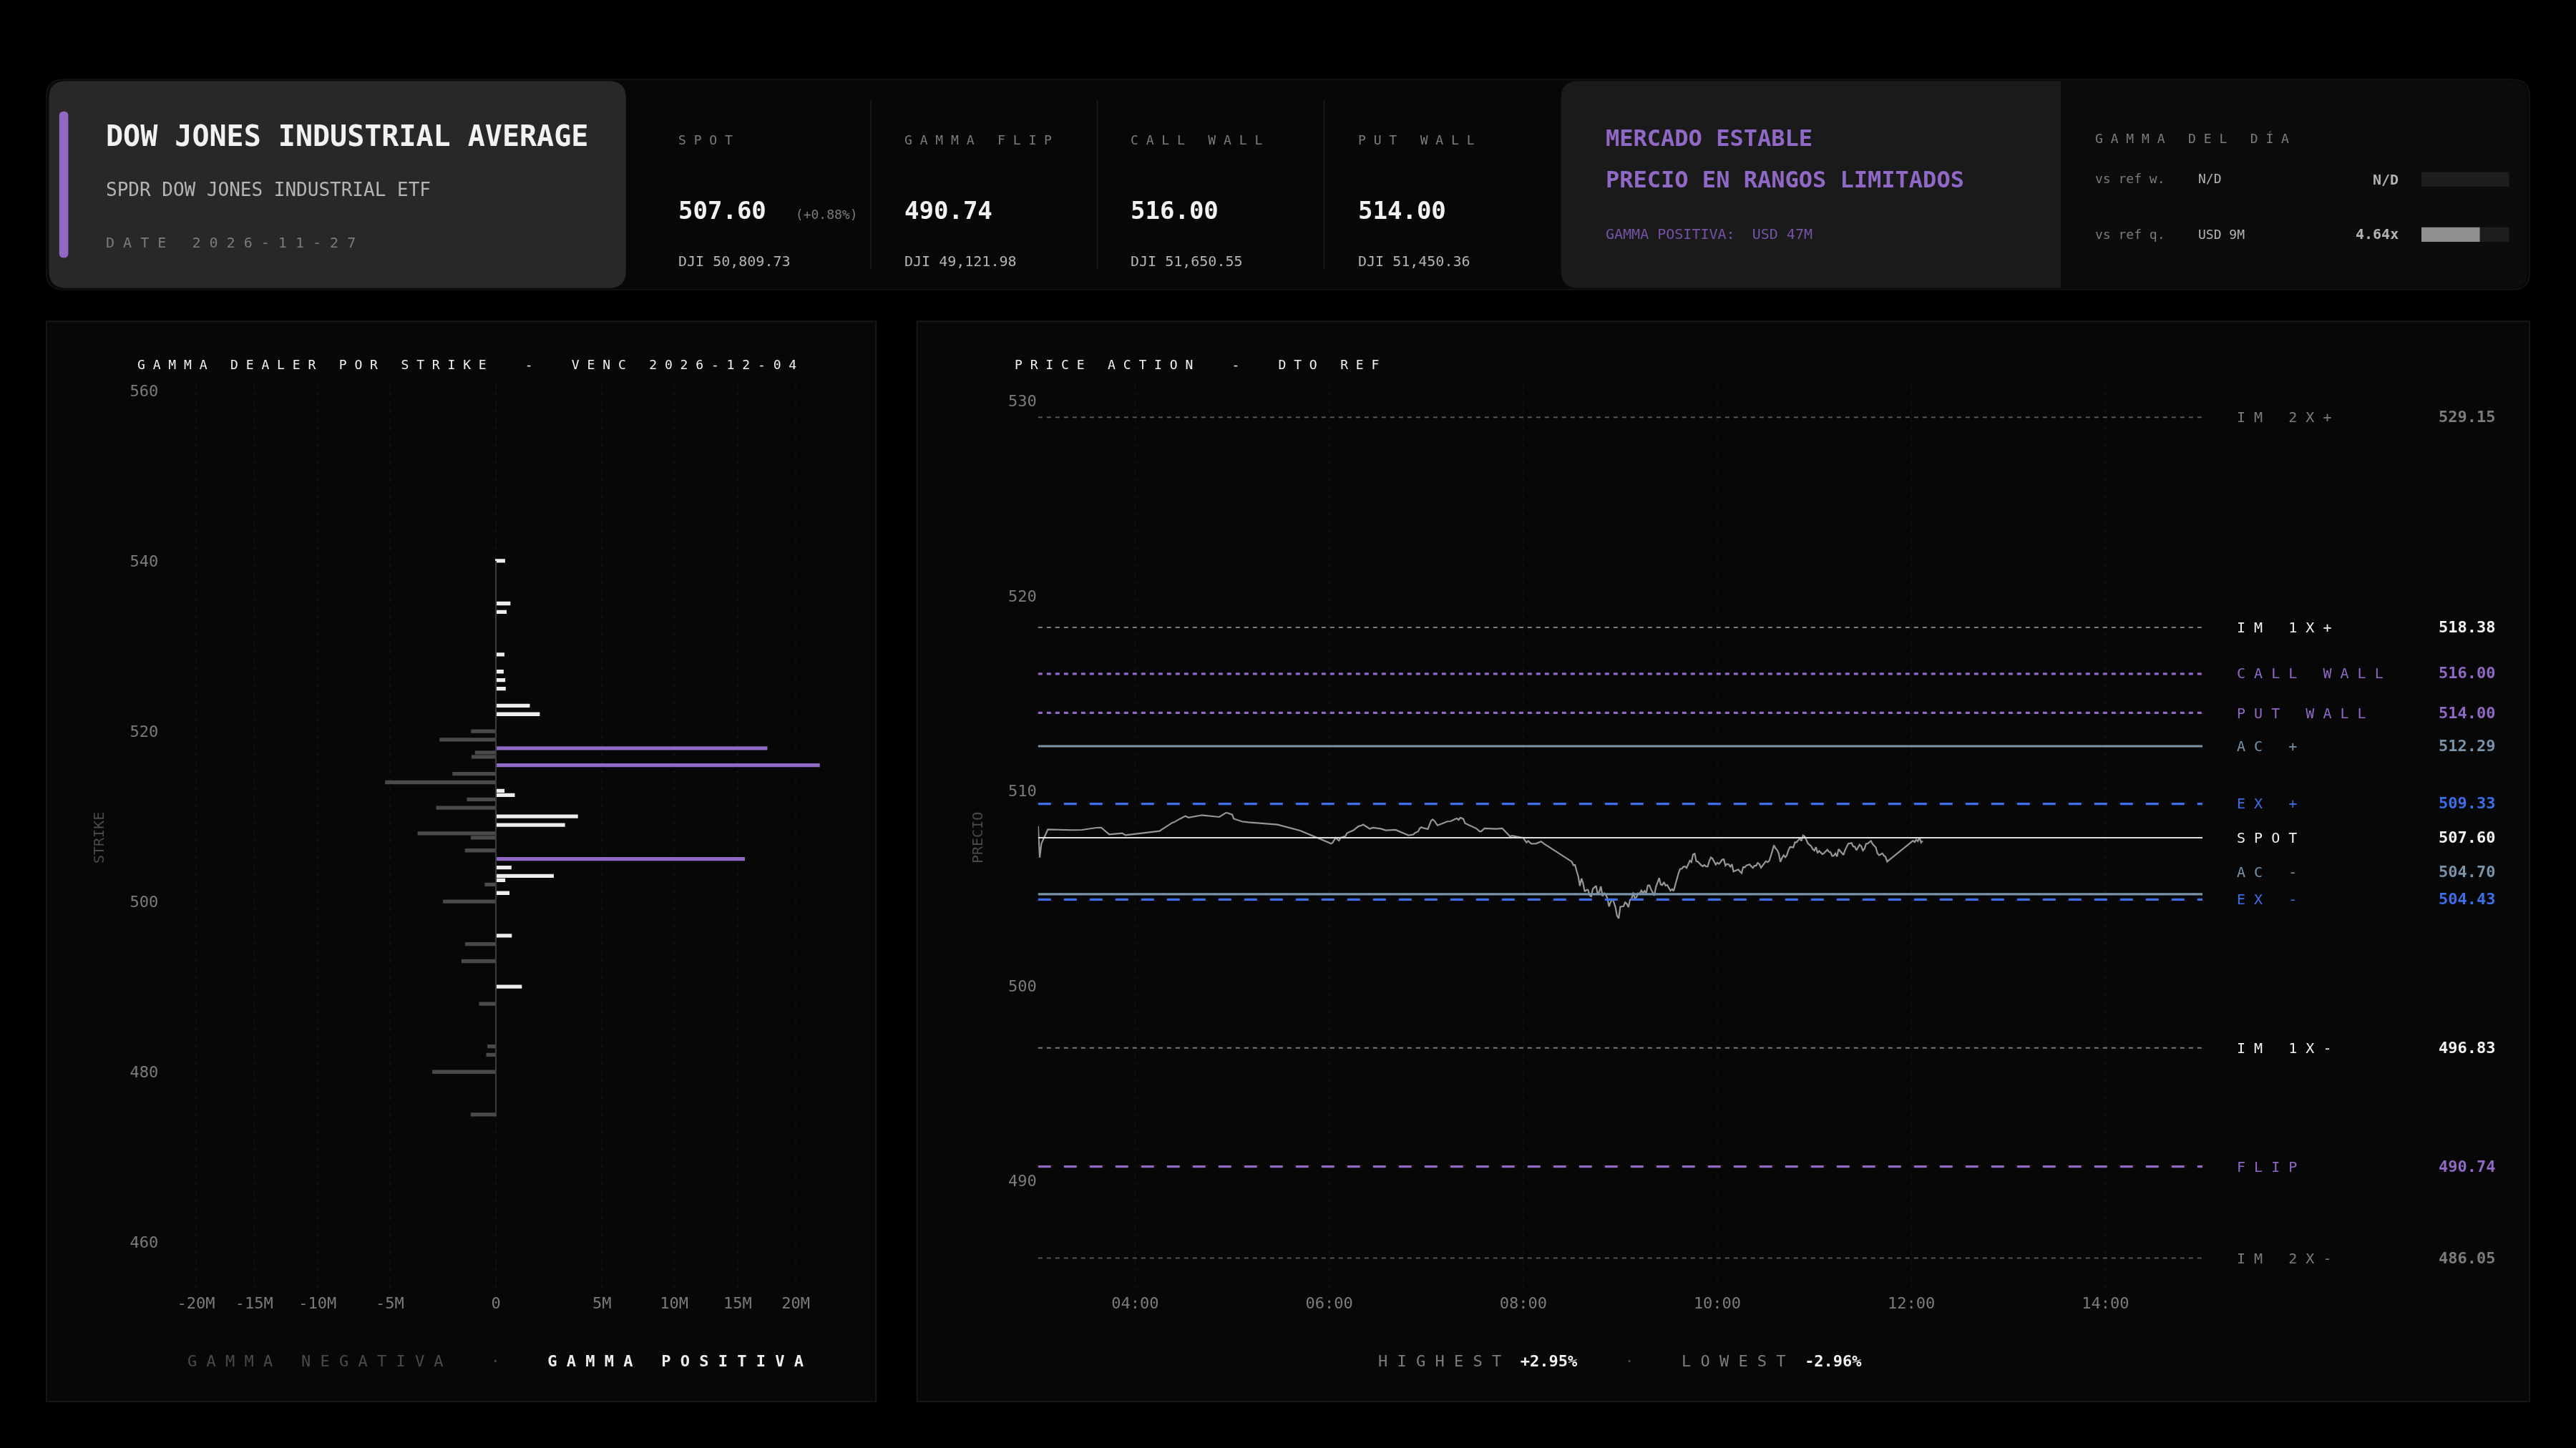 DOW JONES INDUSTRIAL AVERAGE
SPDR DOW JONES INDUSTRIAL ETF
DATE 2026-11-27
SPOT
507.60 (+0.88%)
DJI 50,809.73
GAMMA FLIP
490.74
DJI 49,121.98
CALL WALL
516.00
DJI 51,650.55
PUT WALL
514.00
DJI 51,450.36
MERCADO ESTABLE
PRECIO EN RANGOS LIMITADOS
GAMMA POSITIVA: USD 47M
GAMMA DEL DÍA
vs ref w. N/D N/D
vs ref q. USD 9M 4.64x
GAMMA DEALER POR STRIKE - VENC 2026-12-04
560
540
520
500
480
460
STRIKE
-20M -15M -10M -5M 0 5M 10M 15M 20M
GAMMA NEGATIVA · GAMMA POSITIVA
PRICE ACTION - DTO REF
530
520
510
500
490
PRECIO
IM 2X+ 529.15
IM 1X+ 518.38
CALL WALL 516.00
PUT WALL 514.00
AC + 512.29
EX + 509.33
SPOT 507.60
AC - 504.70
EX - 504.43
IM 1X- 496.83
FLIP 490.74
IM 2X- 486.05
04:00 06:00 08:00 10:00 12:00 14:00
HIGHEST +2.95% · LOWEST -2.96%